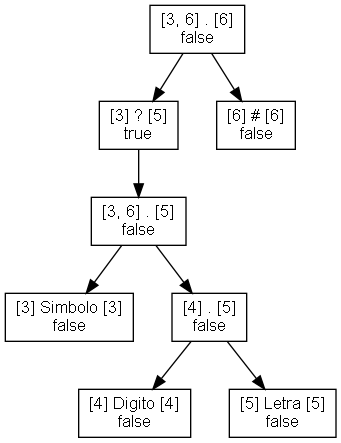 [3, 6] . [6]
false
[3] ? [5]
true
[6] # [6]
false
[3, 6] . [5]
false
[3] Simbolo [3]
false
[4] . [5]
false
[4] Digito [4]
false
[5] Letra [5]
false